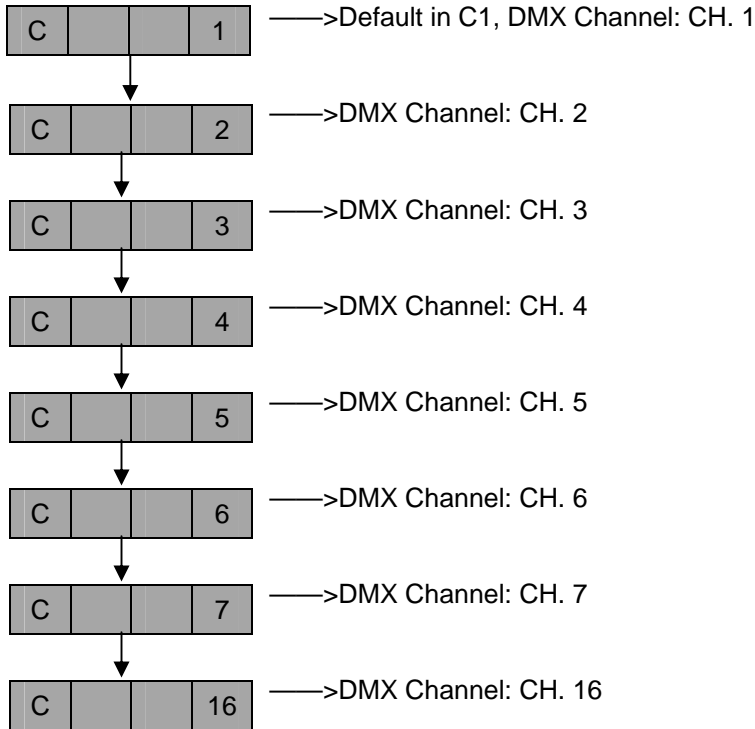 C 1 ——>Default in C1, DMX Channel: CH. 1
C 2 ——>DMX Channel: CH. 2
C 3 ——>DMX Channel: CH. 3
C 4 ——>DMX Channel: CH. 4
C 5 ——>DMX Channel: CH. 5
C 6 ——>DMX Channel: CH. 6
C 7 ——>DMX Channel: CH. 7
C 16 ——>DMX Channel: CH. 16